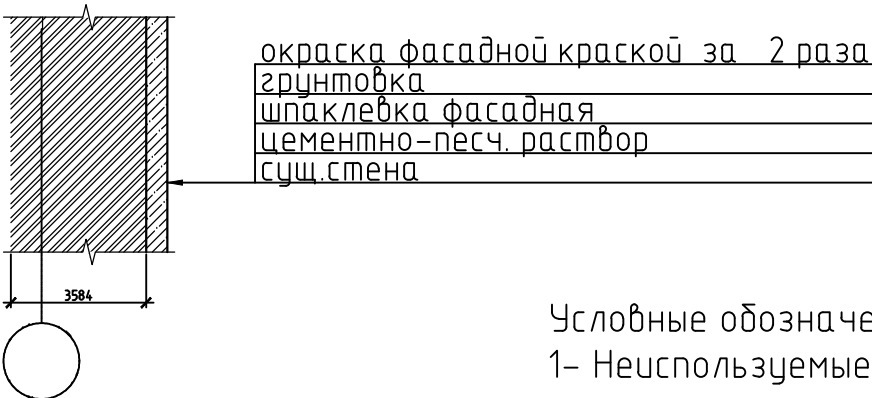 окраска фасадной краской за 2 раза
грунтовка
шпаклевка фасадная
цементно-песч. раствор
сущ.стена
3584
Условные обозначе
1- Неиспользуемые